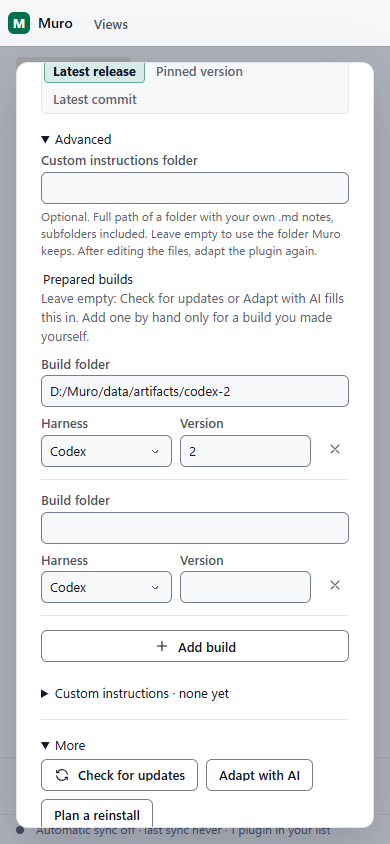 M Muro Views
Latest release Pinned version
Latest commit
▼ Advanced
Custom instructions folder
Optional. Full path of a folder with your own .md notes,
subfolders included. Leave empty to use the folder Muro
keeps. After editing the files, adapt the plugin again.
Prepared builds
Leave empty: Check for updates or Adapt with AI fills
this in. Add one by hand only for a build you made
yourself.
Build folder
D:/Muro/data/artifacts/codex-2
Harness Version
Codex 2
Build folder
Harness Version
Codex
+ Add build
▶ Custom instructions · none yet
▼ More
Check for updates Adapt with AI
Plan a reinstall
Automatic sync off · last sync never · 1 plugin in your list